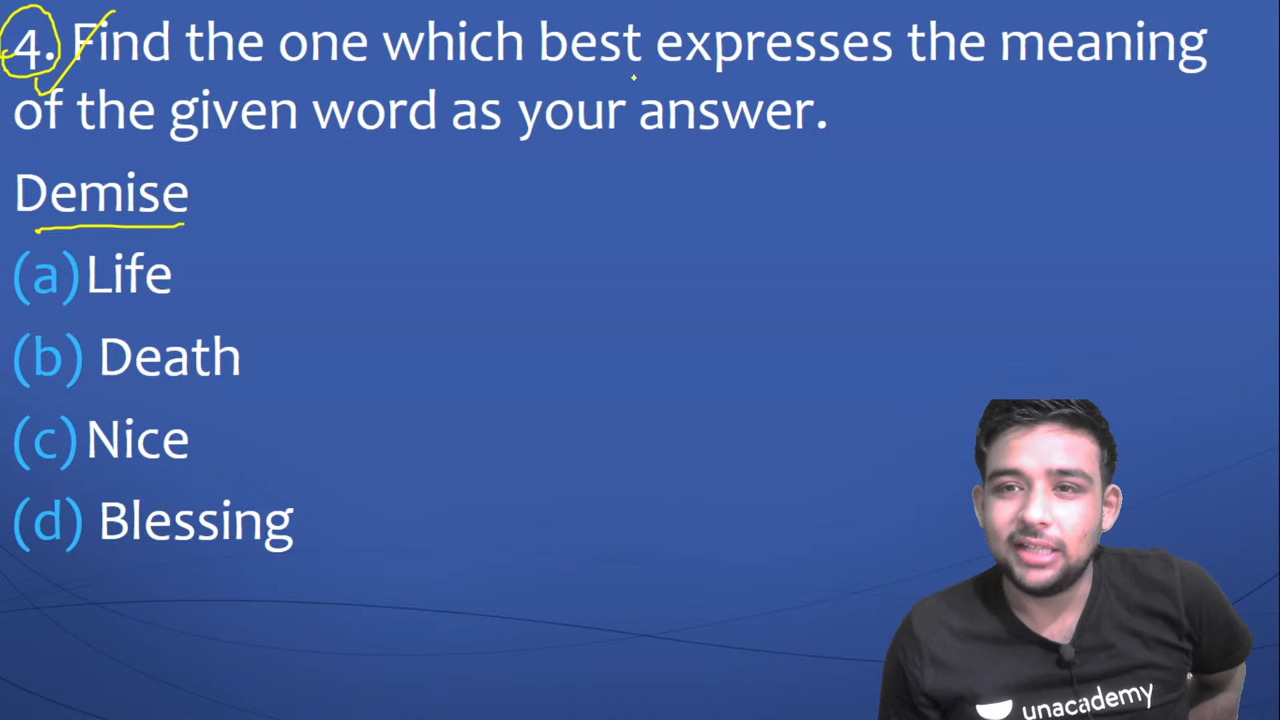 4. Find the one which best expresses the meaning
of the given word as your answer.
Demise
(a) Life
(b) Death
(c) Nice
(d) Blessing
unacademy